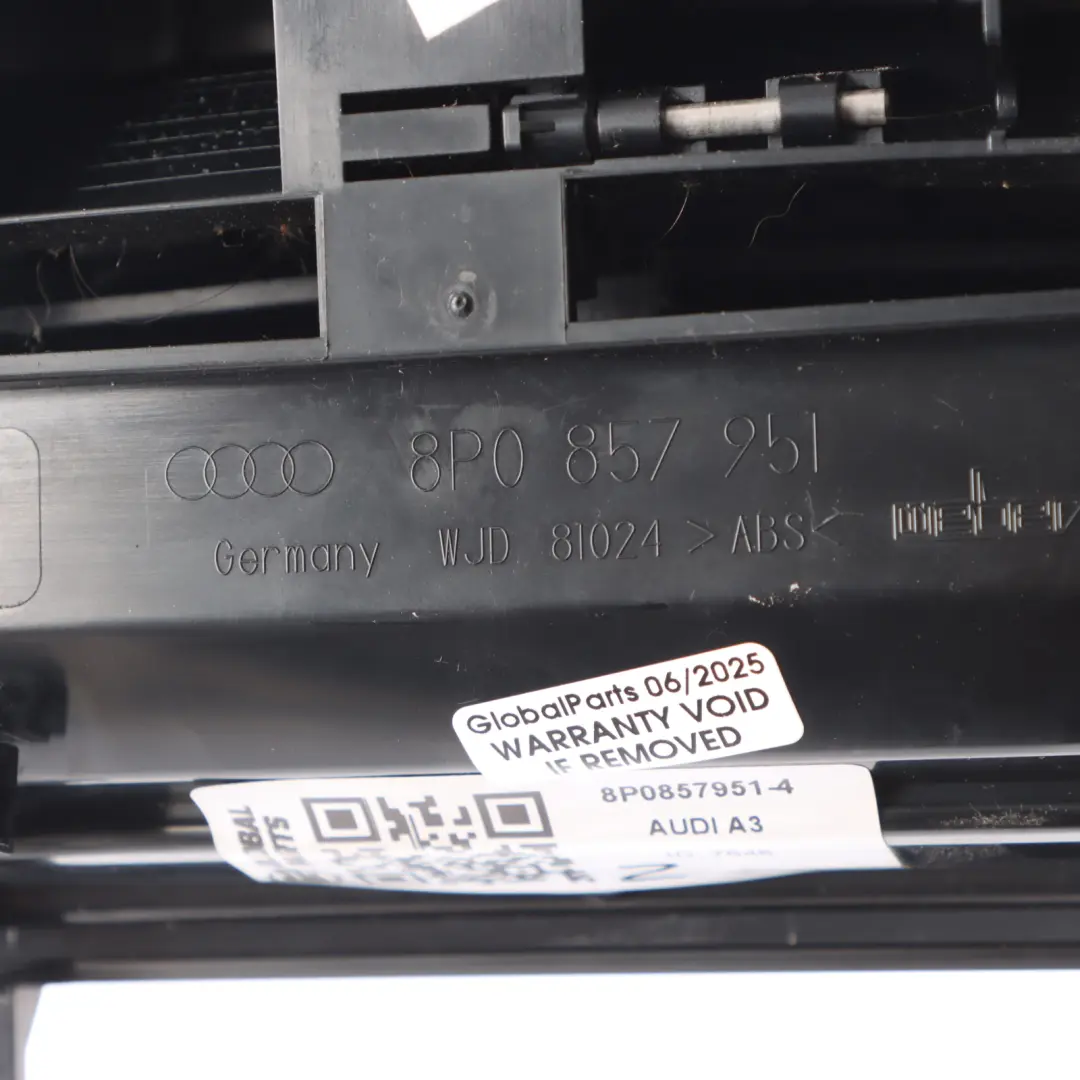 8P0 857 951
Germany WJD 81024 >ABS<
GlobalParts 06/2025
WARRANTY VOID
IF REMOVED
8P0857951-4
AUDI A3
Z